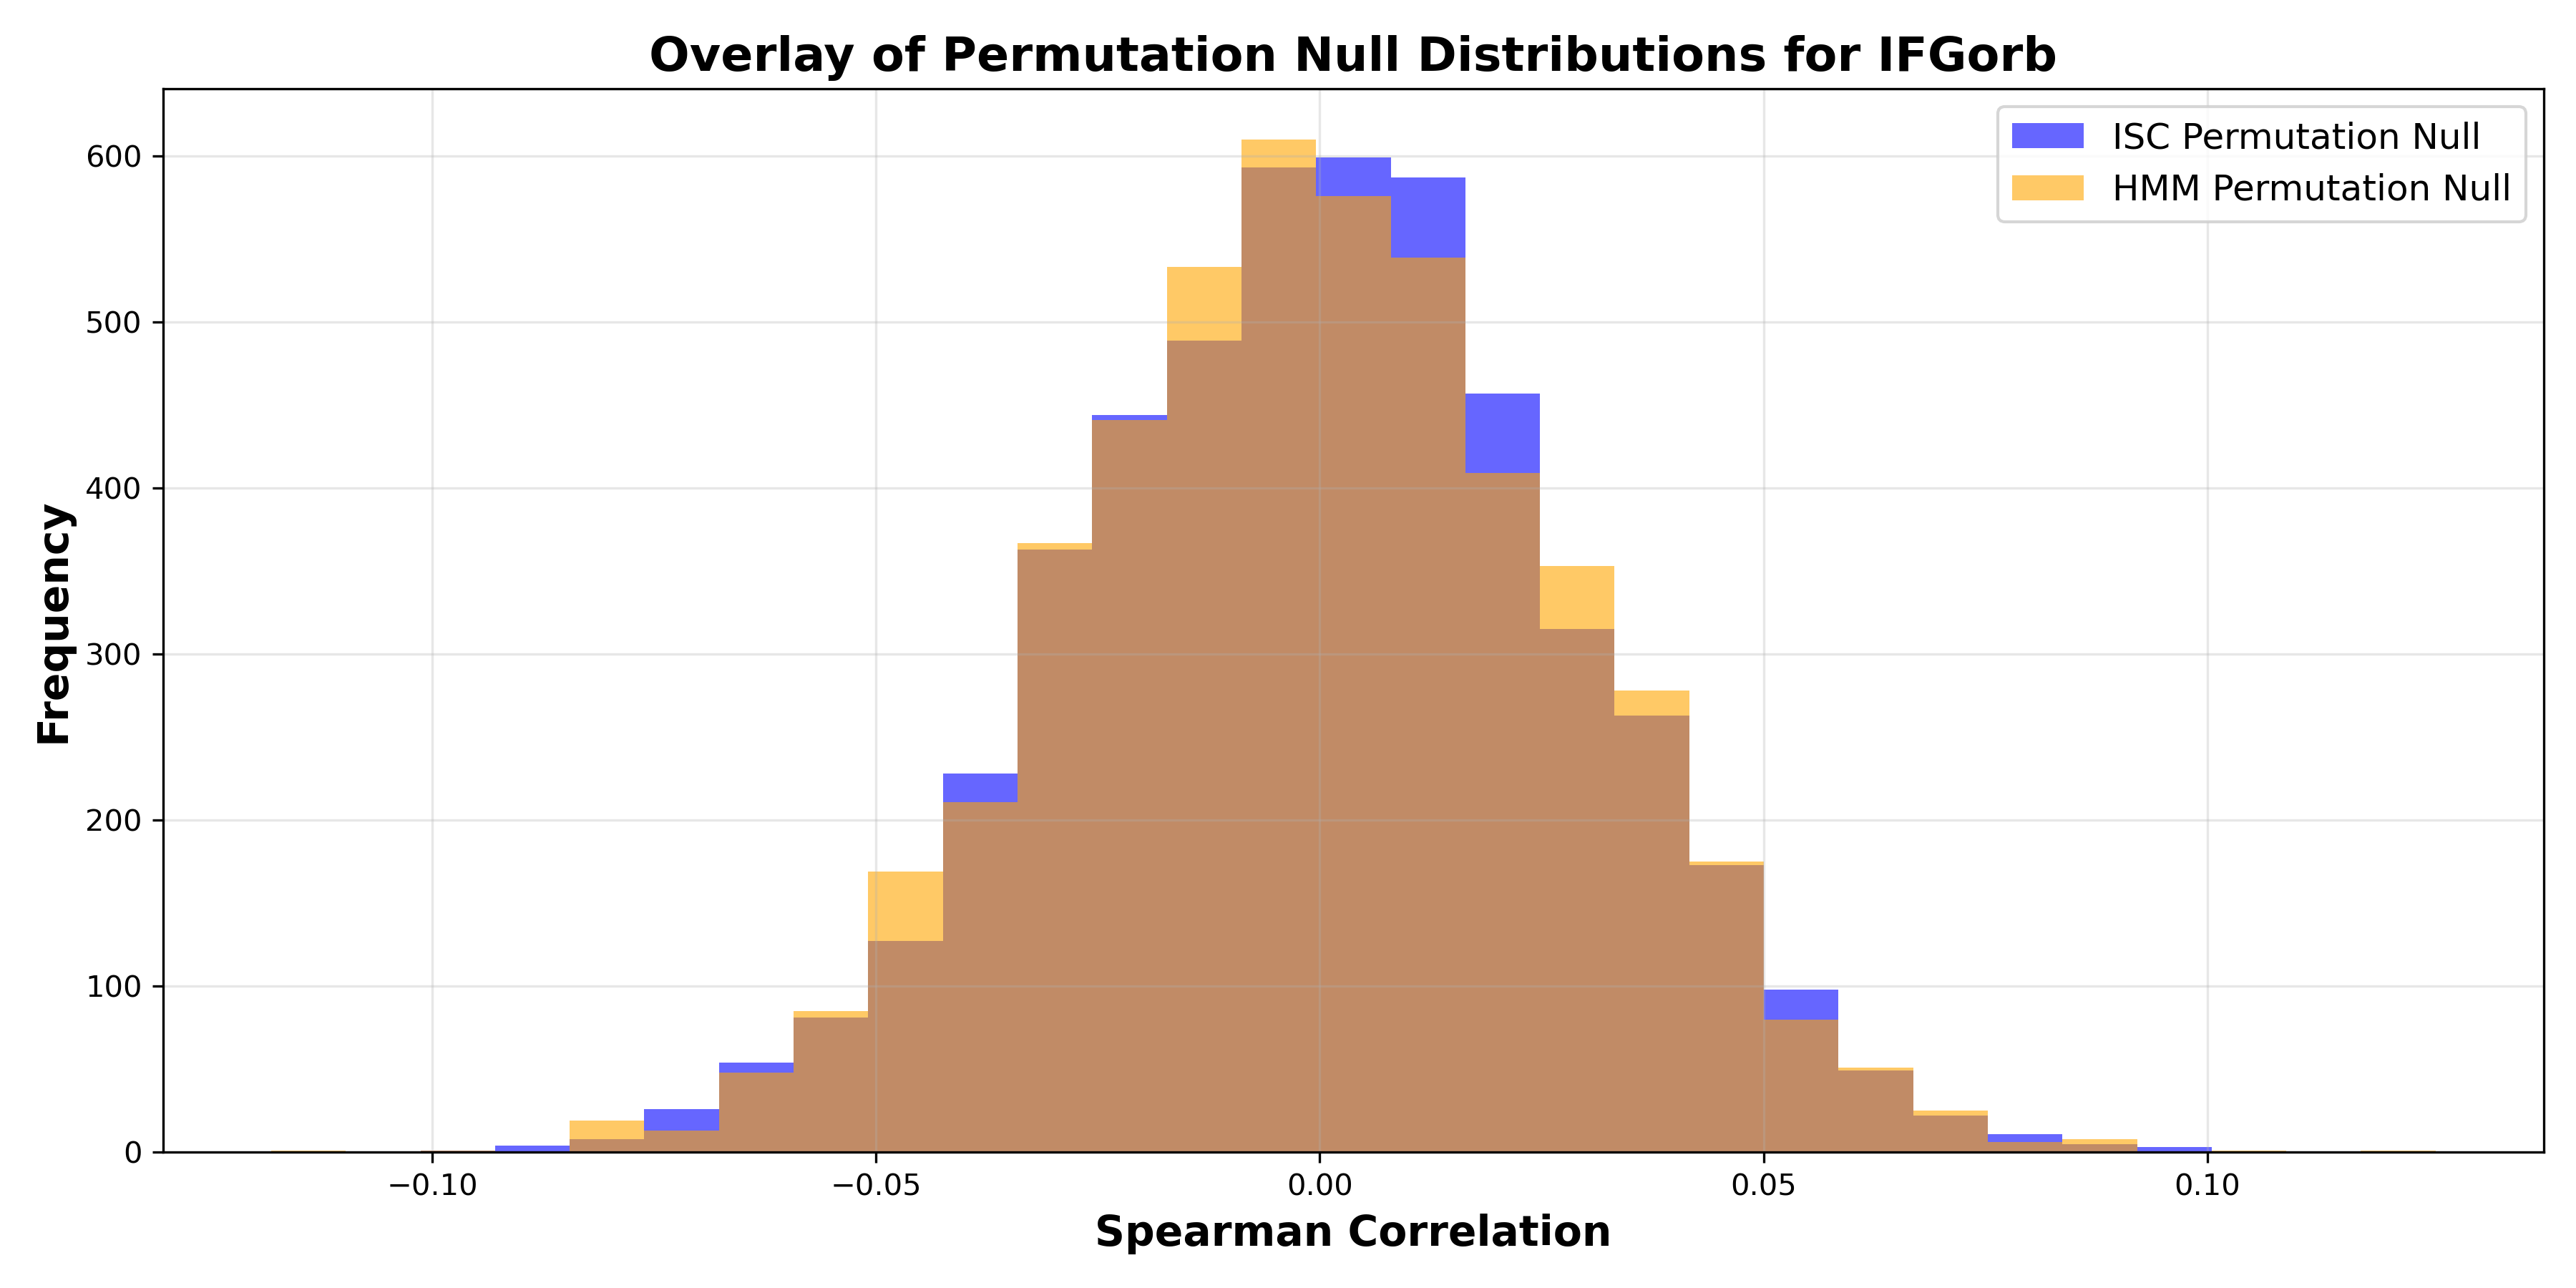 Overlay of Permutation Null Distributions for IFGorb
ISC Permutation Null
HMM Permutation Null
Frequency
600
500
400
300
200
100
0
−0.10
−0.05
0.00
0.05
0.10
Spearman Correlation